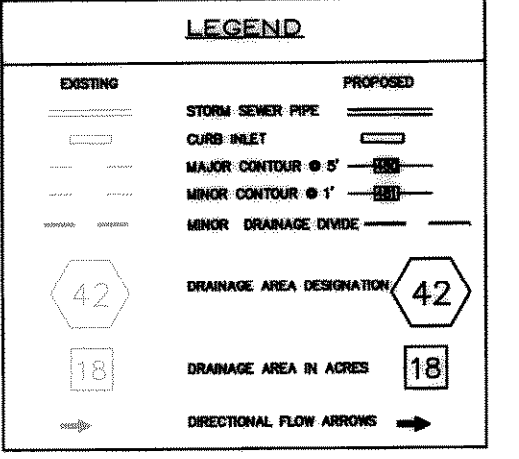 LEGEND
EXISTING PROPOSED
STORM SEWER PIPE
CURB INLET
MAJOR CONTOUR @ 5'
MINOR CONTOUR @ 1'
MINOR DRAINAGE DIVIDE
42 DRAINAGE AREA DESIGNATION 42
18 DRAINAGE AREA IN ACRES 18
DIRECTIONAL FLOW ARROWS